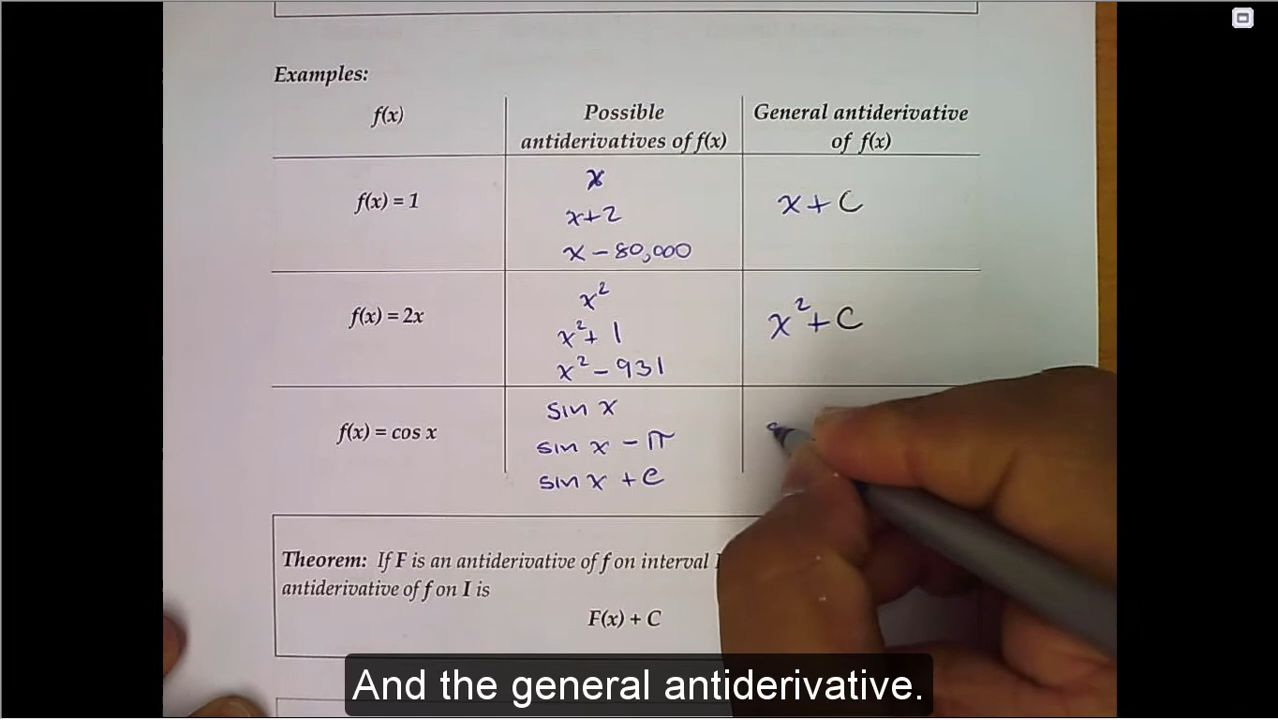 Examples:
f(x)
Possible
antiderivatives of f(x)
General antiderivative
of f(x)
f(x) = 1
x
x+2
x – 80,000
x + C
f(x) = 2x
x²
x²+ 1
x² – 931
x² + C
f(x) = cos x
sin x
sin x – π
sin x + e
Theorem: If F is an antiderivative of f on interval I
antiderivative of f on I is
F(x) + C
And the general antiderivative.